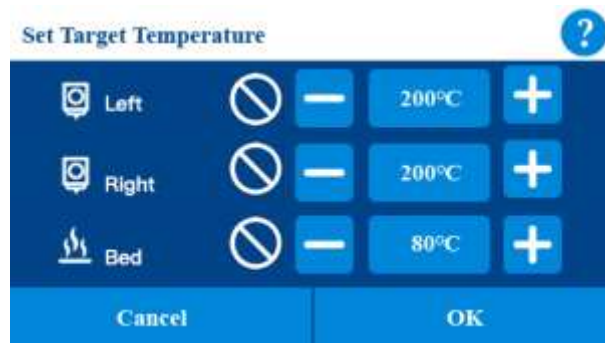 Set Target Temperature ?
Left 200°C
Right 200°C
Bed 80°C
Cancel OK